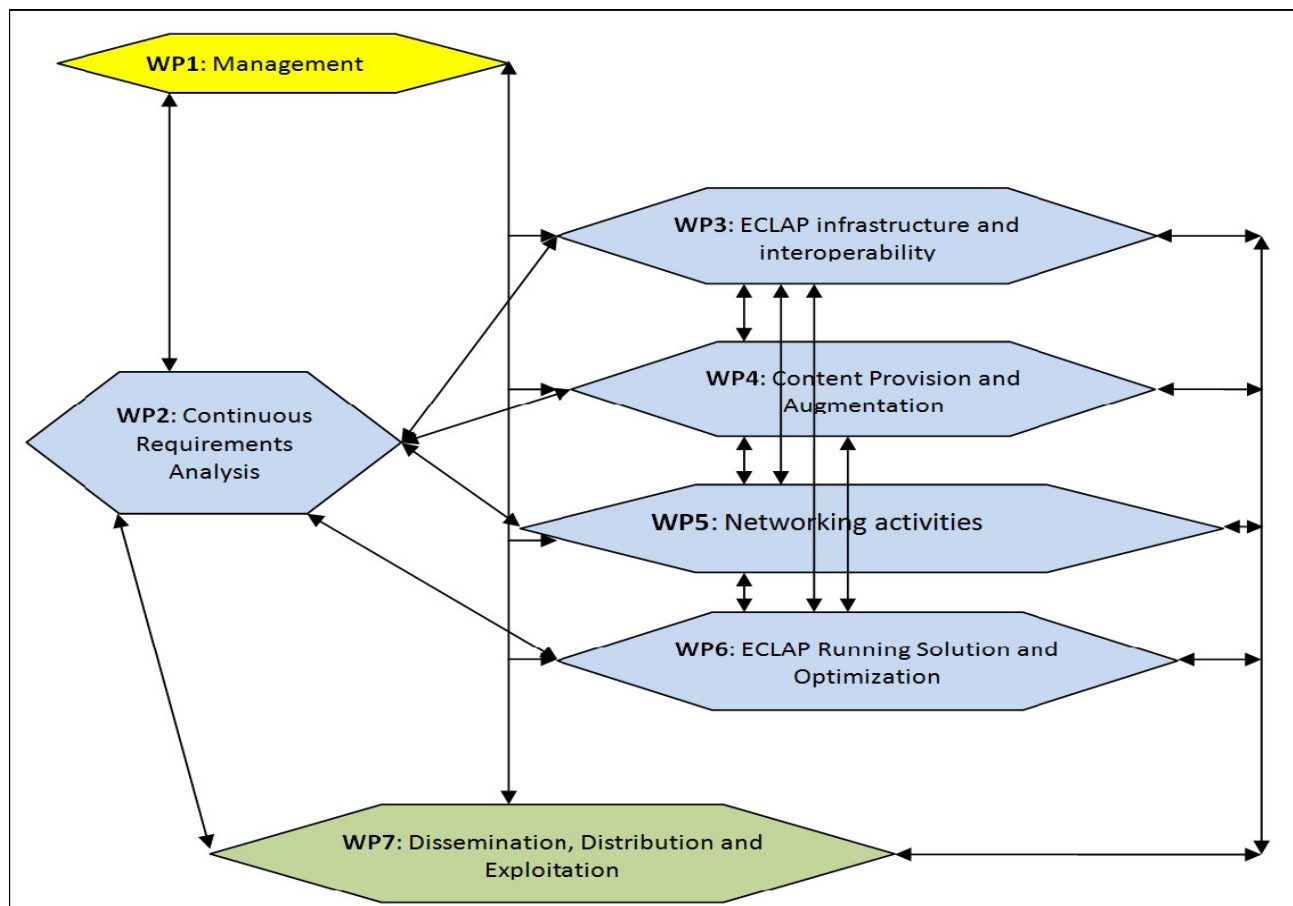 WP1: Management
WP3: ECLAP infrastructure and
interoperability
WP4: Content Provision and
Augmentation
WP2: Continuous
Requirements
Analysis
WP5: Networking activities
WP6: ECLAP Running Solution and
Optimization
WP7: Dissemination, Distribution and
Exploitation